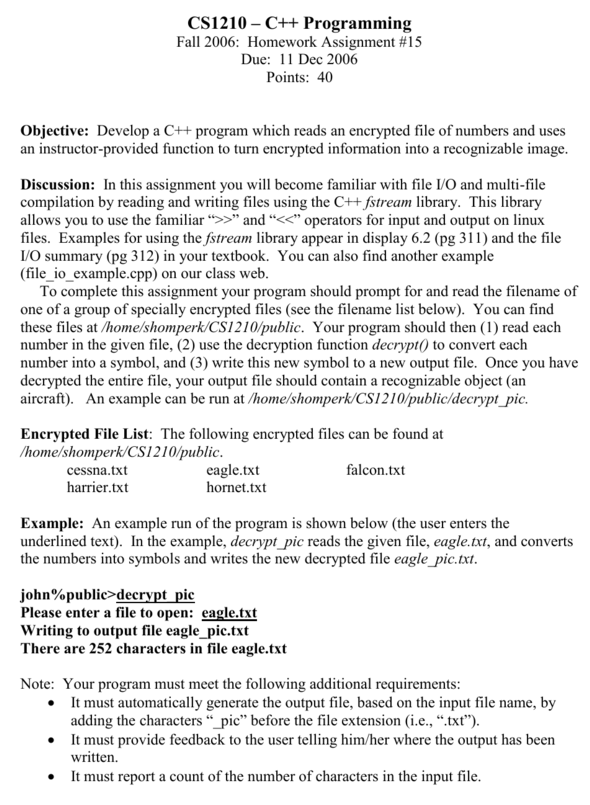 CS1210 – C++ Programming
Fall 2006: Homework Assignment #15
Due: 11 Dec 2006
Points: 40
Objective: Develop a C++ program which reads an encrypted file of numbers and uses
an instructor-provided function to turn encrypted information into a recognizable image.
Discussion: In this assignment you will become familiar with file I/O and multi-file
compilation by reading and writing files using the C++ fstream library. This library
allows you to use the familiar “>>” and “<<” operators for input and output on linux
files. Examples for using the fstream library appear in display 6.2 (pg 311) and the file
I/O summary (pg 312) in your textbook. You can also find another example
(file_io_example.cpp) on our class web.
To complete this assignment your program should prompt for and read the filename of
one of a group of specially encrypted files (see the filename list below). You can find
these files at /home/shomperk/CS1210/public. Your program should then (1) read each
number in the given file, (2) use the decryption function decrypt() to convert each
number into a symbol, and (3) write this new symbol to a new output file. Once you have
decrypted the entire file, your output file should contain a recognizable object (an
aircraft). An example can be run at /home/shomperk/CS1210/public/decrypt_pic.
Encrypted File List: The following encrypted files can be found at
/home/shomperk/CS1210/public.
cessna.txt eagle.txt falcon.txt
harrier.txt hornet.txt
Example: An example run of the program is shown below (the user enters the
underlined text). In the example, decrypt_pic reads the given file, eagle.txt, and converts
the numbers into symbols and writes the new decrypted file eagle_pic.txt.
john%public>decrypt_pic
Please enter a file to open: eagle.txt
Writing to output file eagle_pic.txt
There are 252 characters in file eagle.txt
Note: Your program must meet the following additional requirements:
• It must automatically generate the output file, based on the input file name, by
adding the characters “_pic” before the file extension (i.e., “.txt”).
• It must provide feedback to the user telling him/her where the output has been
written.
• It must report a count of the number of characters in the input file.